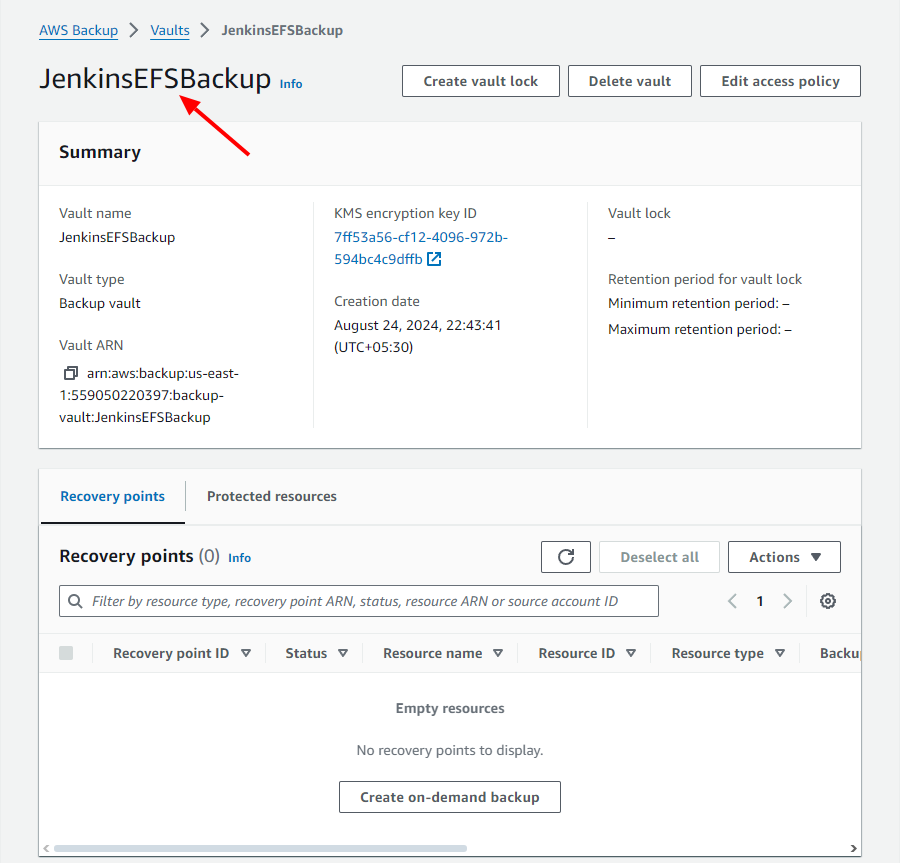 AWS Backup > Vaults > JenkinsEFSBackup
JenkinsEFSBackup Info
Create vault lock
Delete vault
Edit access policy
Summary
Vault name
JenkinsEFSBackup
Vault type
Backup vault
Vault ARN
arn:aws:backup:us-east-
1:559050220397:backup-
vault:JenkinsEFSBackup
KMS encryption key ID
7ff53a56-cf12-4096-972b-
594bc4c9dffb
Creation date
August 24, 2024, 22:43:41
(UTC+05:30)
Vault lock
–
Retention period for vault lock
Minimum retention period: –
Maximum retention period: –
Recovery points
Protected resources
Recovery points (0) Info
Deselect all
Actions
Filter by resource type, recovery point ARN, status, resource ARN or source account ID
1
Recovery point ID
Status
Resource name
Resource ID
Resource type
Backup
Empty resources
No recovery points to display.
Create on-demand backup